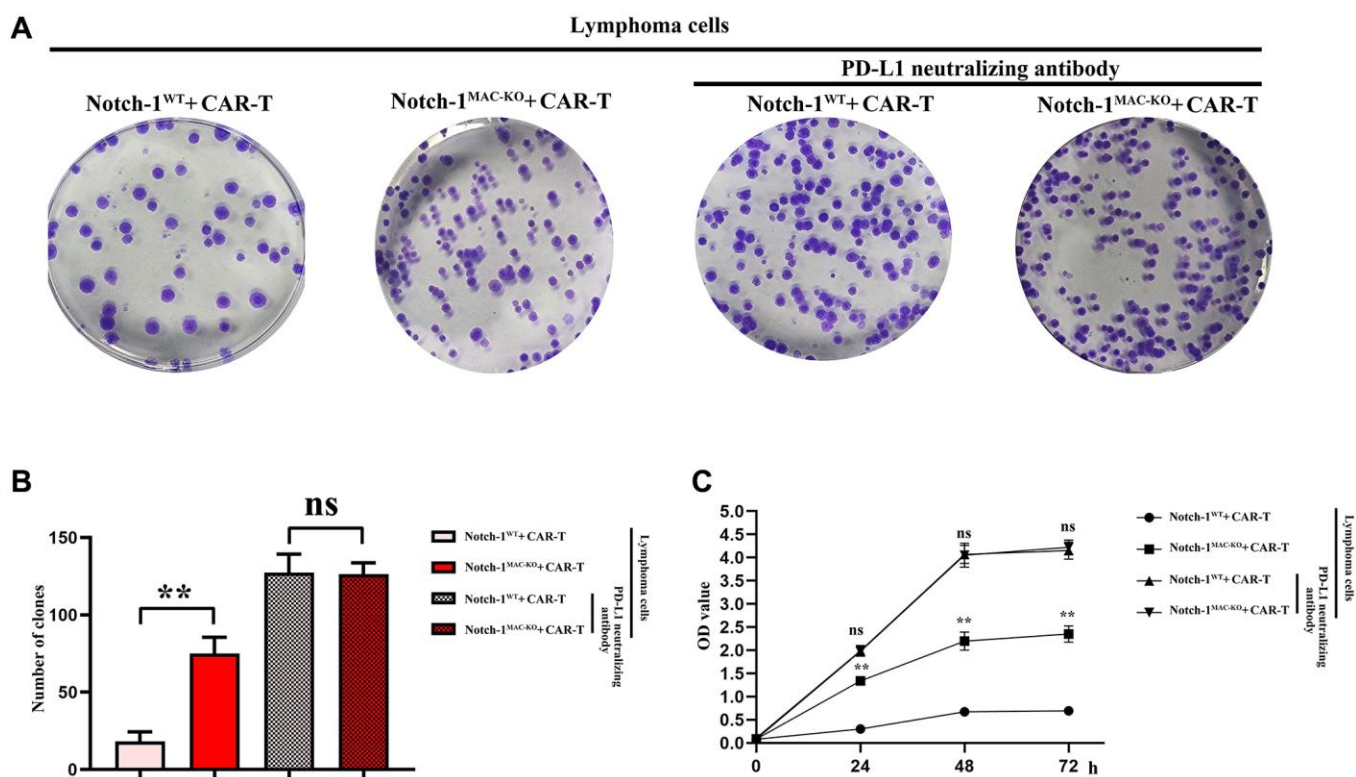 A
Lymphoma cells
PD-L1 neutralizing antibody
Notch-1WT+ CAR-T
Notch-1MAC-KO+ CAR-T
Notch-1WT+ CAR-T
Notch-1MAC-KO+ CAR-T
B
Number of clones
150
100
50
0
**
ns
Notch-1WT+ CAR-T
Notch-1MAC-KO+CAR-T
Notch-1WT+ CAR-T
Notch-1MAC-KO+CAR-T
PD-L1 neutralizing
antibody
Lymphoma cells
C
OD value
5.0
4.5
4.0
3.5
3.0
2.5
2.0
1.5
1.0
0.5
0.0
0
24
48
72
h
ns
**
ns
**
ns
**
Notch-1WT+ CAR-T
Notch-1MAC-KO+CAR-T
Notch-1WT+ CAR-T
Notch-1MAC-KO+CAR-T
PD-L1 neutralizing
antibody
Lymphoma cells